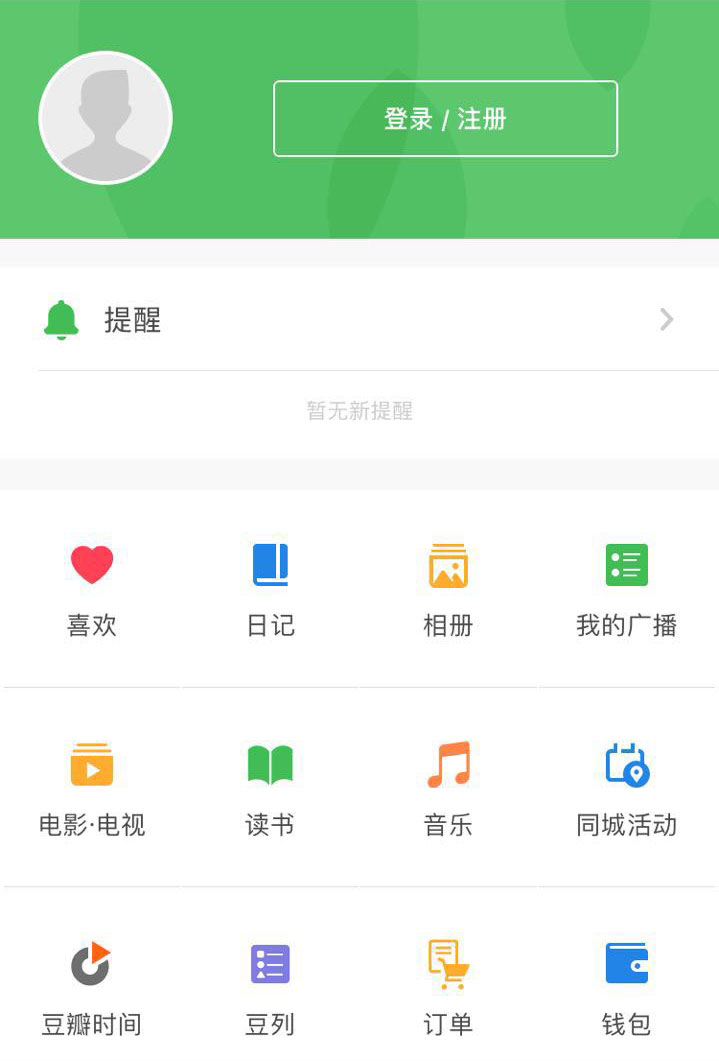 登录 / 注册
提醒
暂无新提醒
喜欢 日记 相册 我的广播
电影·电视 读书 音乐 同城活动
豆瓣时间 豆列 订单 钱包